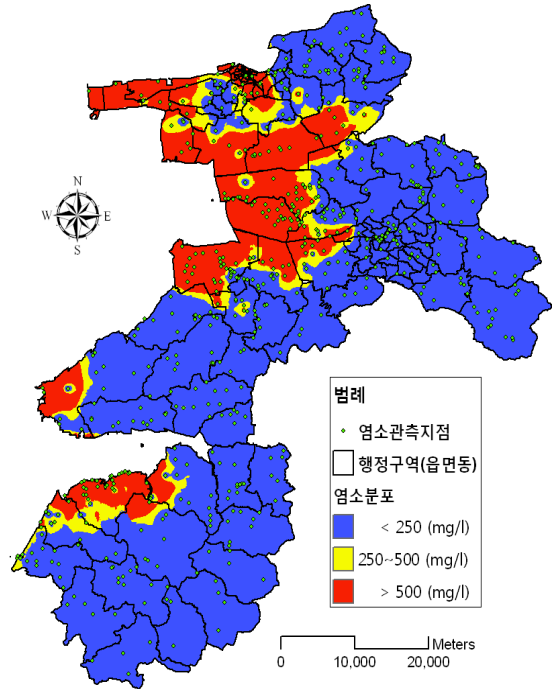 N
W E
S
범례
염소관측지점
행정구역(읍면동)
염소분포
< 250 (mg/l)
250~500 (mg/l)
> 500 (mg/l)
Meters
0 10,000 20,000